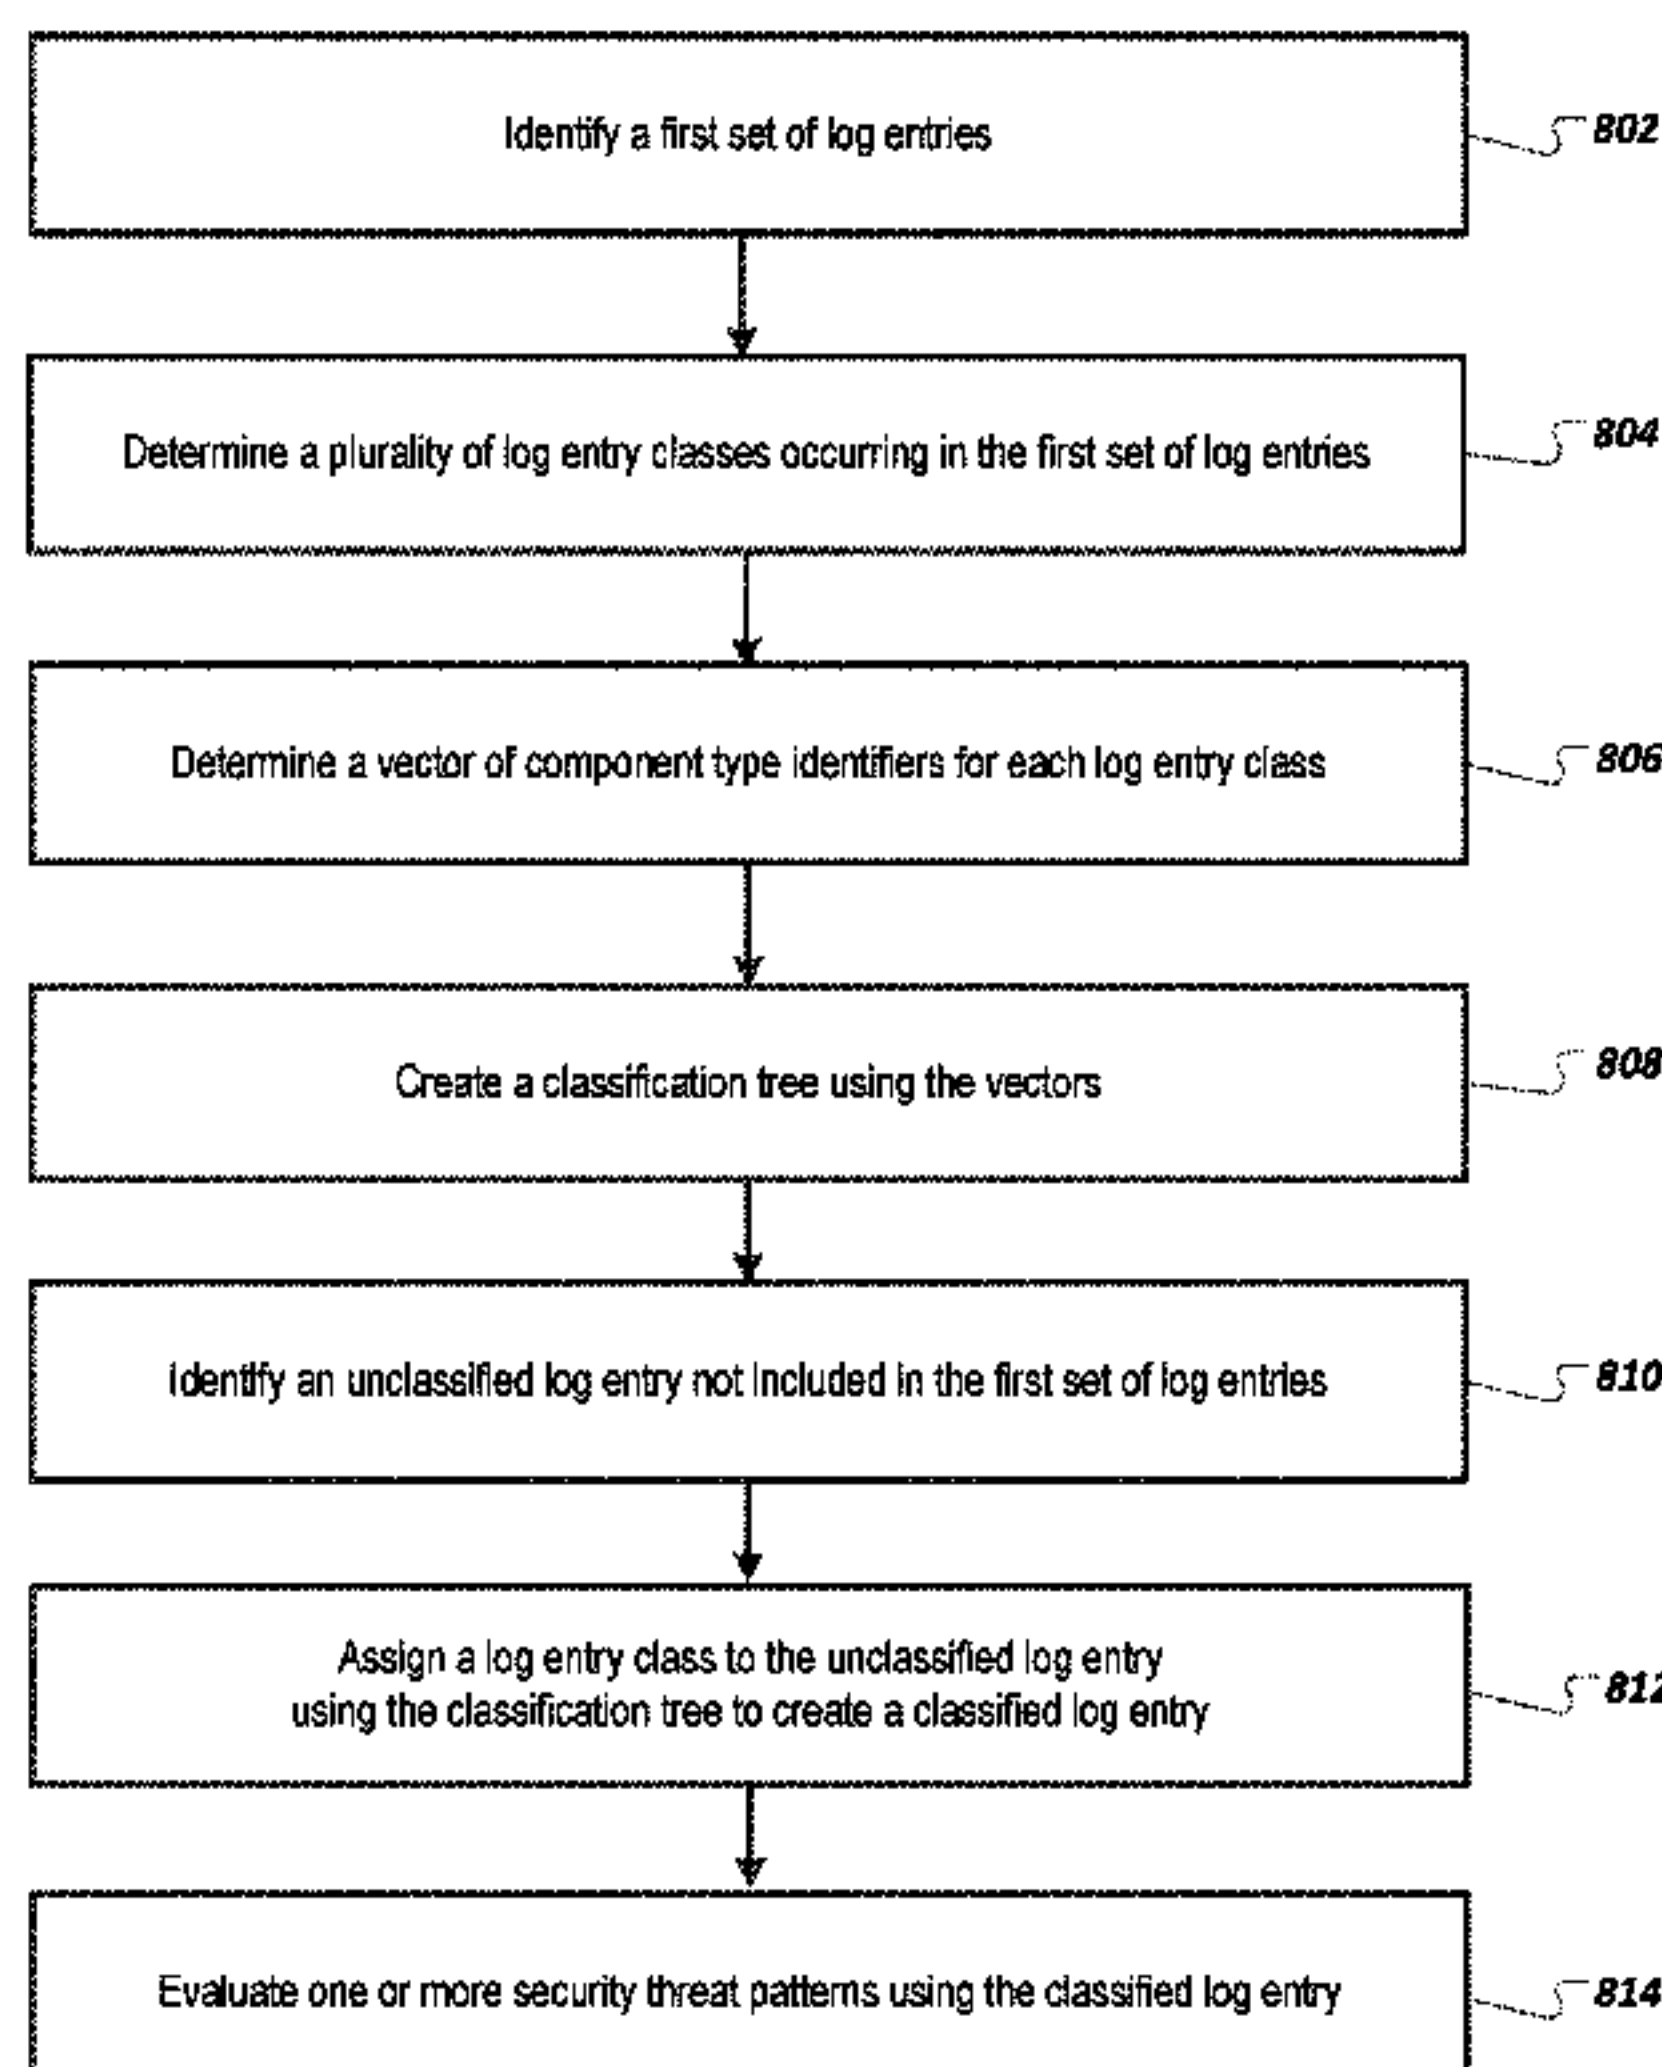 Identify a first set of log entries
802
Determine a plurality of log entry classes occurring in the first set of log entries
804
Determine a vector of component type identifiers for each log entry class
806
Create a classification tree using the vectors
808
Identify an unclassified log entry not included in the first set of log entries
810
Assign a log entry class to the unclassified log entry
using the classification tree to create a classified log entry
812
Evaluate one or more security threat patterns using the classified log entry
814